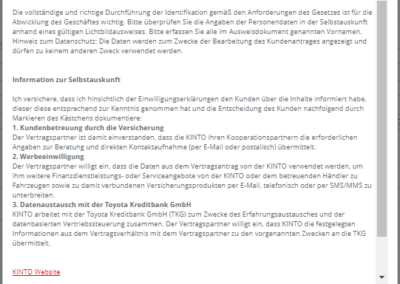 Die vollständige und richtige Durchführung der Identifikation gemäß den Anforderungen des Gesetzes ist für die
Abwicklung des Geschäftes wichtig. Bitte überprüfen Sie die Angaben der Personendaten in der Selbstauskunft
anhand eines gültigen Lichtbildausweises. Bitte erfassen Sie alle im Ausweisdokument genannten Vornamen.
Hinweis zum Datenschutz: Die Daten werden zum Zwecke der Bearbeitung des Kundenantrages angezeigt und
dürfen zu keinem anderen Zweck verwendet werden.
Information zur Selbstauskunft
Ich versichere, dass ich hinsichtlich der Einwilligungserklärungen den Kunden über die Inhalte informiert habe,
dieser diese entsprechend zur Kenntnis genommen hat und die Entscheidung des Kunden nachfolgend durch
Markieren des Kästchens dokumentiere:
1. Kundenbetreuung durch die Versicherung
Der Vertragspartner ist damit einverstanden, dass die KINTO Ihren Kooperationspartnern die erforderlichen
Angaben zur Beratung und direkten Kontaktaufnahme (per E-Mail oder postalisch) übermittelt.
2. Werbeeinwilligung
Der Vertragspartner willigt ein, dass die Daten aus dem Vertragsantrag von der KINTO verwendet werden, um
Ihm weitere Finanzdienstleistungs- oder Serviceangebote von der KINTO oder dem betreuenden Händler zu
Fahrzeugen sowie zu damit verbundenen Versicherungsprodukten per E-Mail, telefonisch oder per SMS/MMS zu
unterbreiten.
3. Datenaustausch mit der Toyota Kreditbank GmbH
KINTO arbeitet mit der Toyota Kreditbank GmbH (TKG) zum Zwecke des Erfahrungsaustausches und der
datenbasierten Vertriebssteuerung zusammen. Der Vertragspartner willigt ein, dass KINTO die festgelegten
Informationen aus dem Vertragsverhältnis mit dem Vertragspartner zu den vorgenannten Zwecken an die TKG
übermittelt.
KINTO Website